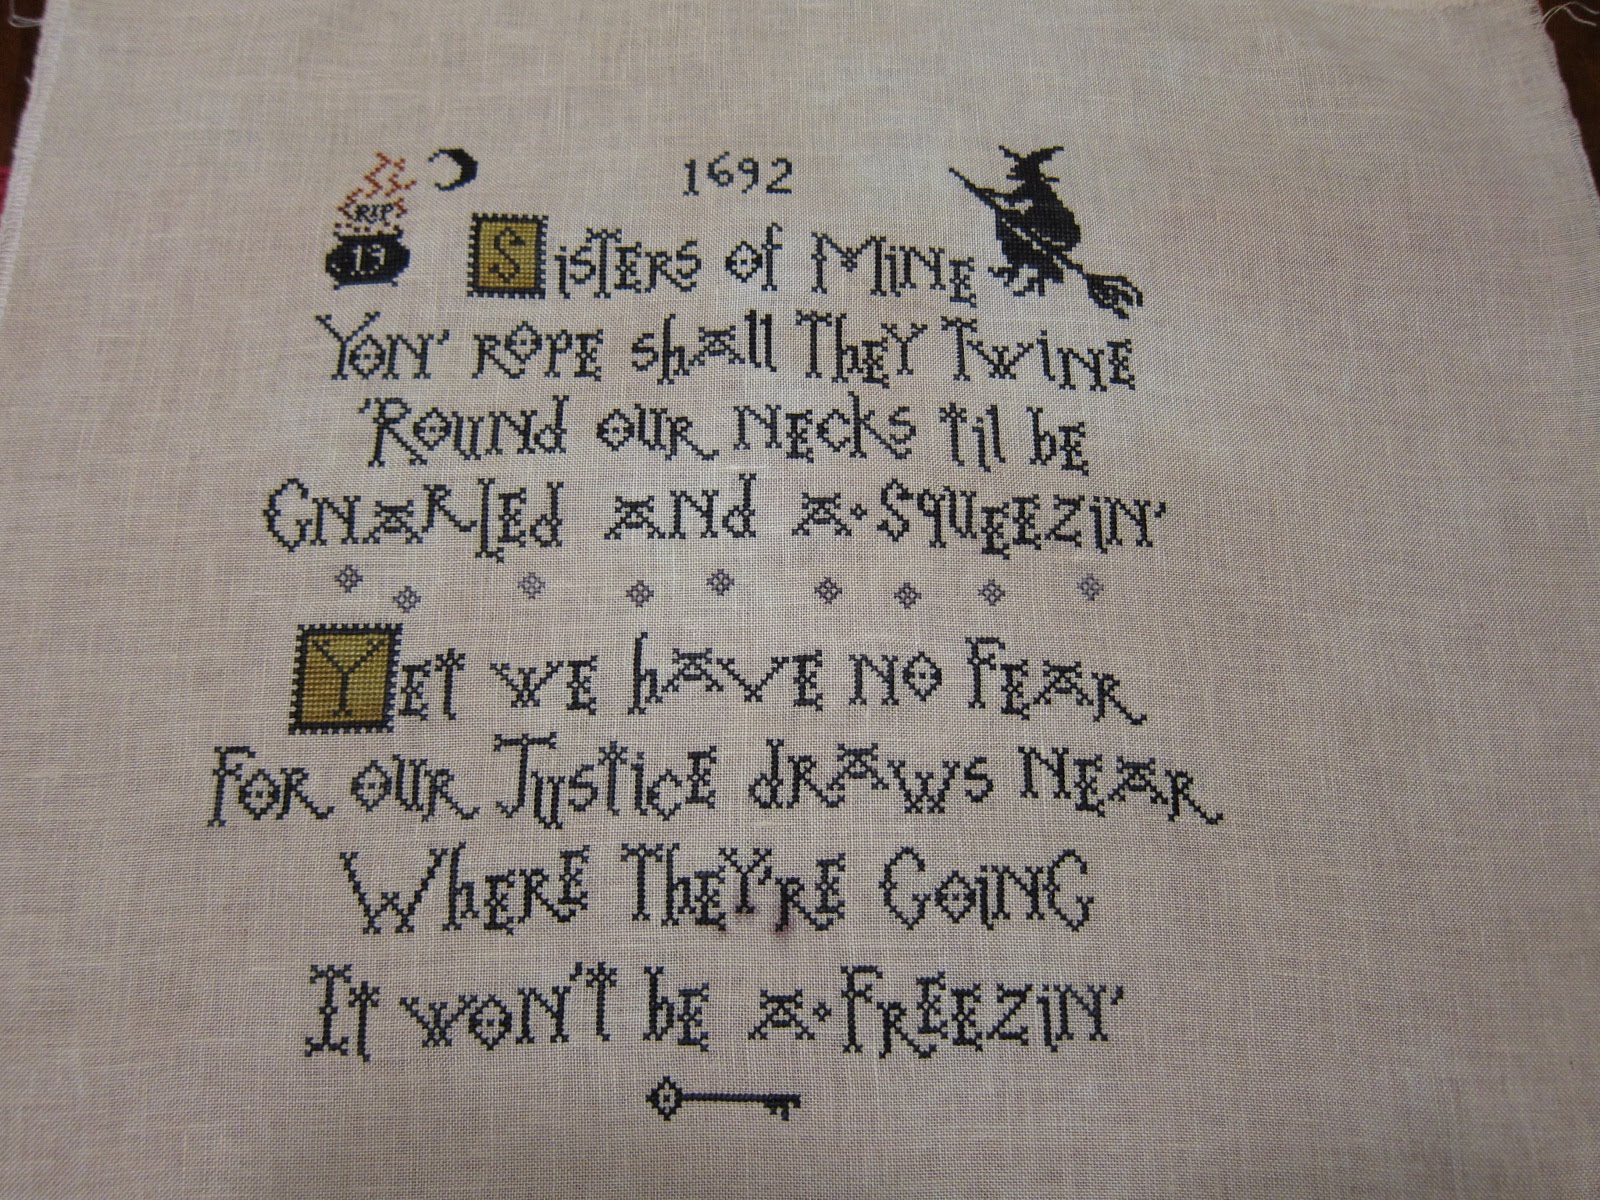 1692
RIP
13
Sisters of Mine
Yon' rope shall They Twine
'Round our necks til be
Gnarled and a·Squeezin'
Yet we have no Fear
For our Justice draws near
Where They're Going
It won't be a·Freezin'